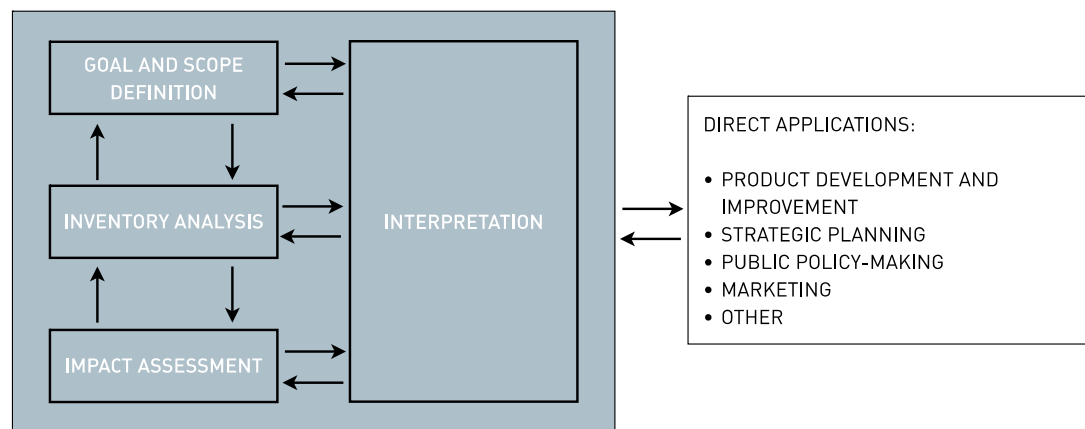 GOAL AND SCOPE
DEFINITION
INVENTORY ANALYSIS
IMPACT ASSESSMENT
INTERPRETATION
DIRECT APPLICATIONS:
• PRODUCT DEVELOPMENT AND
IMPROVEMENT
• STRATEGIC PLANNING
• PUBLIC POLICY-MAKING
• MARKETING
• OTHER